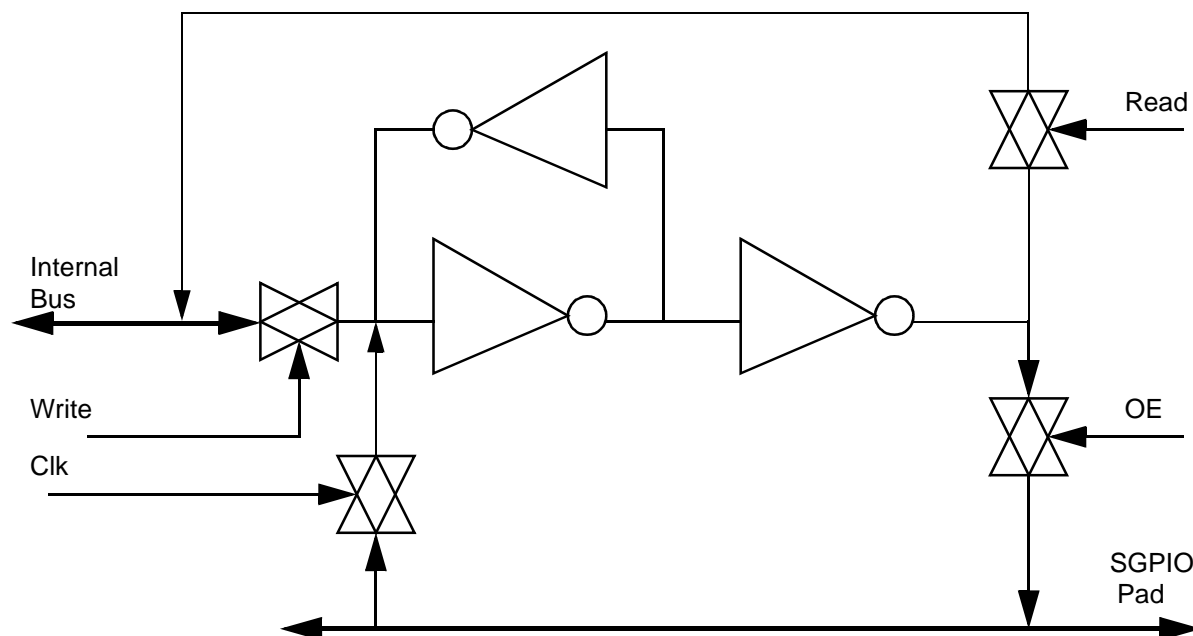 Read
Internal
Bus
Write
OE
Clk
SGPIO
Pad